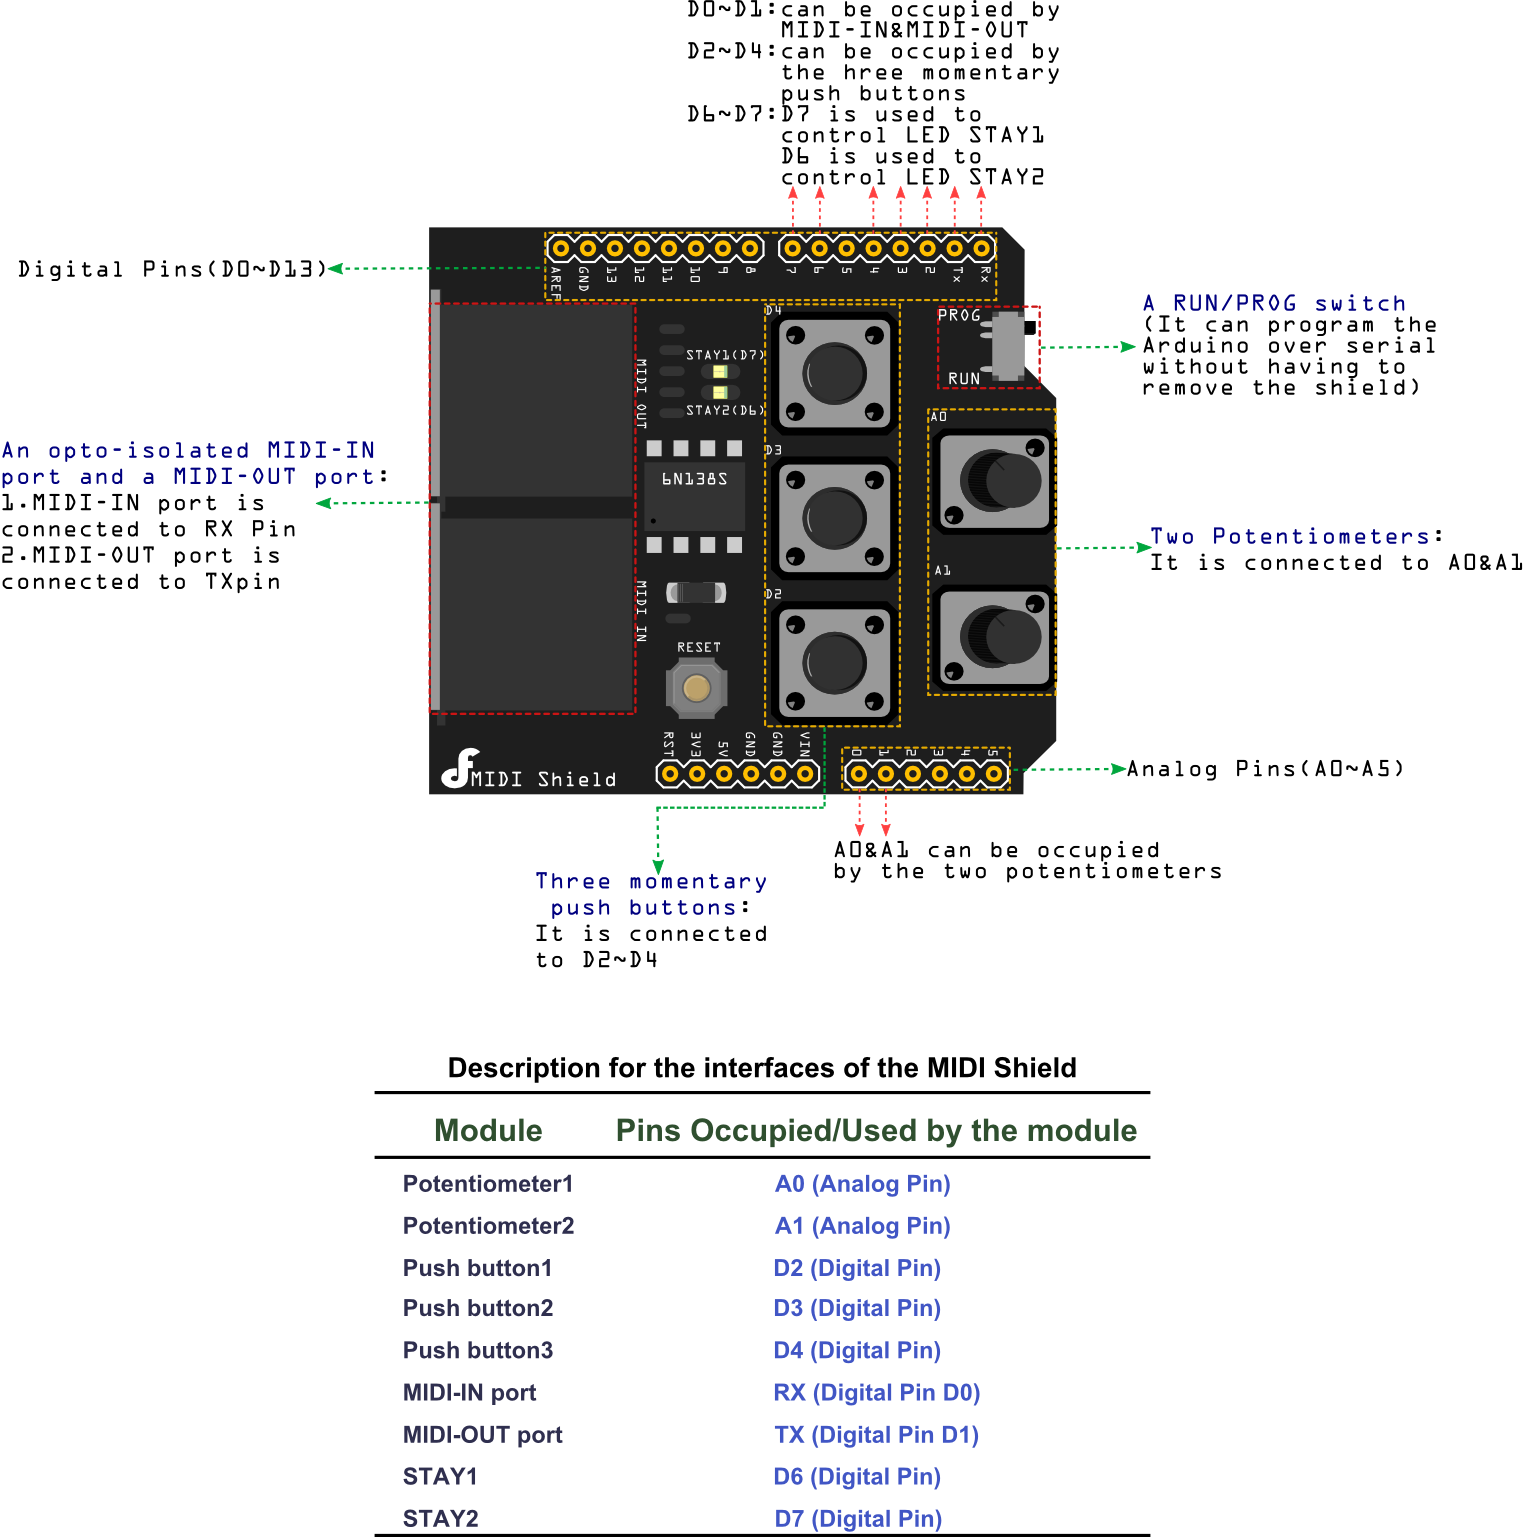 D0~D1:can be occupied by
MIDI-IN&MIDI-OUT
D2~D4:can be occupied by
the hree momentary
push buttons
D6~D7:D7 is used to
control LED STAY1
D6 is used to
control LED STAY2
Digital Pins(D0~D13)
AREF
GND
13
12
11
10
9
8
7
6
5
4
3
2
Tx
Rx
D4
PROG
RUN
A RUN/PROG switch
(It can program the
Arduino over serial
without having to
remove the shield)
MIDI OUT
STAY1(D7)
STAY2(D6)
A0
An opto-isolated MIDI-IN
port and a MIDI-OUT port:
1.MIDI-IN port is
connected to RX Pin
2.MIDI-OUT port is
connected to TXpin
D3
6N138S
Two Potentiometers:
It is connected to A0&A1
A1
MIDI IN
D2
RESET
RST
3V3
5V
GND
GND
VIN
0
1
2
3
4
5
MIDI Shield
Analog Pins(A0~A5)
A0&A1 can be occupied
by the two potentiometers
Three momentary
push buttons:
It is connected
to D2~D4
Description for the interfaces of the MIDI Shield
Module Pins Occupied/Used by the module
Potentiometer1 A0 (Analog Pin)
Potentiometer2 A1 (Analog Pin)
Push button1 D2 (Digital Pin)
Push button2 D3 (Digital Pin)
Push button3 D4 (Digital Pin)
MIDI-IN port RX (Digital Pin D0)
MIDI-OUT port TX (Digital Pin D1)
STAY1 D6 (Digital Pin)
STAY2 D7 (Digital Pin)